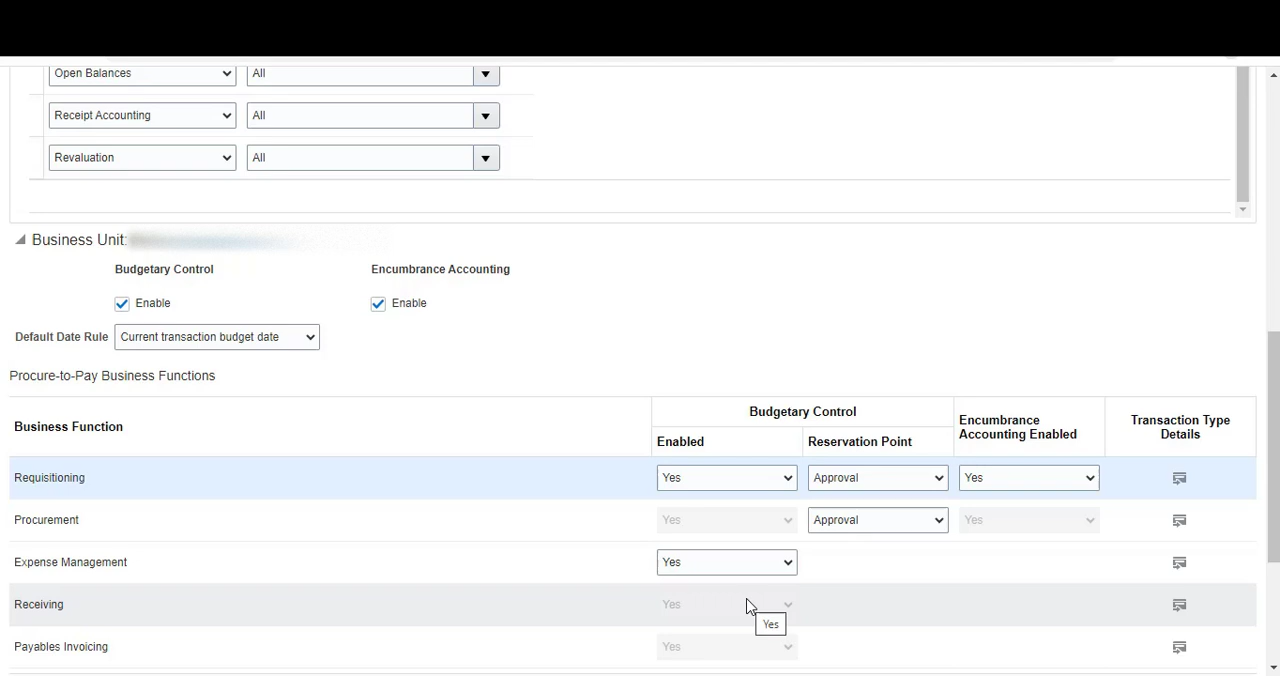 Open Balances All
Receipt Accounting All
Revaluation All
Business Unit:
Budgetary Control Encumbrance Accounting
Enable Enable
Default Date Rule Current transaction budget date
Procure-to-Pay Business Functions
Business Function Budgetary Control Encumbrance Accounting Enabled Transaction Type Details
Enabled Reservation Point
Requisitioning Yes Approval Yes
Procurement Yes Approval Yes
Expense Management Yes
Receiving Yes
Yes
Payables Invoicing Yes